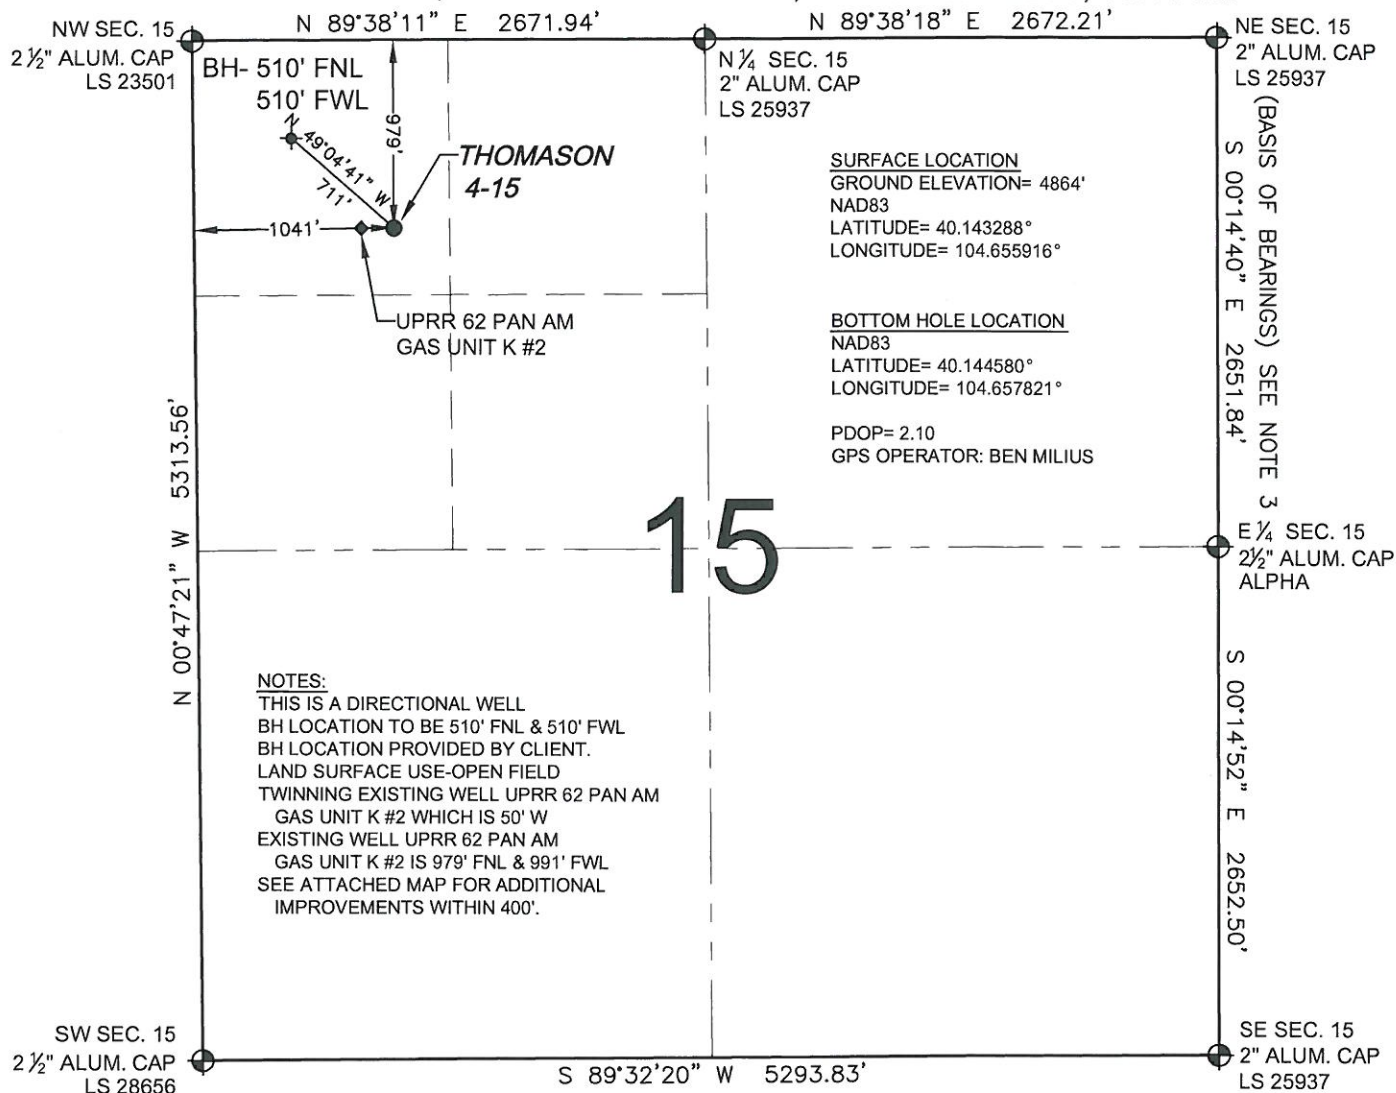 N 89°38'11" E 2671.94'
N 89°38'18" E 2672.21'
NW SEC. 15
2 ½" ALUM. CAP
LS 23501
N ¼ SEC. 15
2" ALUM. CAP
LS 25937
NE SEC. 15
2" ALUM. CAP
LS 25937
BH- 510' FNL
510' FWL
N 49°04'41" W
711'
979'
1041'
THOMASON
4-15
UPRR 62 PAN AM
GAS UNIT K #2
SURFACE LOCATION
GROUND ELEVATION= 4864'
NAD83
LATITUDE= 40.143288°
LONGITUDE= 104.655916°
BOTTOM HOLE LOCATION
NAD83
LATITUDE= 40.144580°
LONGITUDE= 104.657821°
PDOP= 2.10
GPS OPERATOR: BEN MILIUS
S 00°14'40" E 2651.84'
(BASIS OF BEARINGS) SEE NOTE 3
N 00°47'21" W 5313.56'
15
E ¼ SEC. 15
2½" ALUM. CAP
ALPHA
S 00°14'52" E 2652.50'
NOTES:
THIS IS A DIRECTIONAL WELL
BH LOCATION TO BE 510' FNL & 510' FWL
BH LOCATION PROVIDED BY CLIENT.
LAND SURFACE USE-OPEN FIELD
TWINNING EXISTING WELL UPRR 62 PAN AM
GAS UNIT K #2 WHICH IS 50' W
EXISTING WELL UPRR 62 PAN AM
GAS UNIT K #2 IS 979' FNL & 991' FWL
SEE ATTACHED MAP FOR ADDITIONAL
IMPROVEMENTS WITHIN 400'.
SW SEC. 15
2 ½" ALUM. CAP
LS 28656
S 89°32'20" W 5293.83'
SE SEC. 15
2" ALUM. CAP
LS 25937